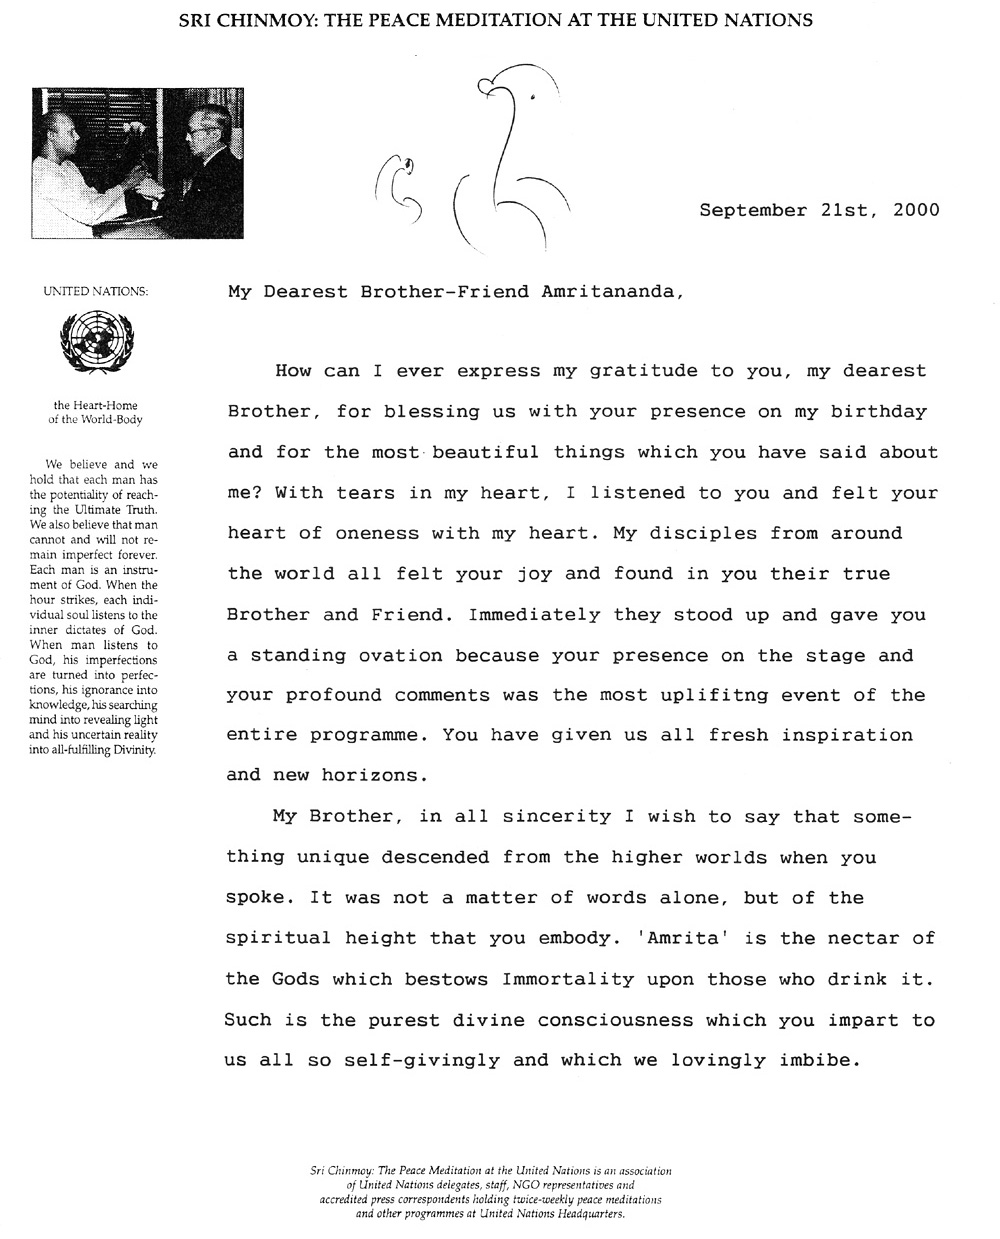 SRI CHINMOY: THE PEACE MEDITATION AT THE UNITED NATIONS
September 21st, 2000
UNITED NATIONS:
the Heart-Home
of the World-Body
We believe and we
hold that each man has
the potentiality of reach-
ing the Ultimate Truth.
We also believe that man
cannot and will not re-
main imperfect forever.
Each man is an instru-
ment of God. When the
hour strikes, each indi-
vidual soul listens to the
inner dictates of God.
When man listens to
God, his imperfections
are turned into perfec-
tions, his ignorance into
knowledge, his searching
mind into revealing light
and his uncertain reality
into all-fulfilling Divinity.
My Dearest Brother-Friend Amritananda,
How can I ever express my gratitude to you, my dearest
Brother, for blessing us with your presence on my birthday
and for the most beautiful things which you have said about
me? With tears in my heart, I listened to you and felt your
heart of oneness with my heart. My disciples from around
the world all felt your joy and found in you their true
Brother and Friend. Immediately they stood up and gave you
a standing ovation because your presence on the stage and
your profound comments was the most uplifitng event of the
entire programme. You have given us all fresh inspiration
and new horizons.
My Brother, in all sincerity I wish to say that some-
thing unique descended from the higher worlds when you
spoke. It was not a matter of words alone, but of the
spiritual height that you embody. 'Amrita' is the nectar of
the Gods which bestows Immortality upon those who drink it.
Such is the purest divine consciousness which you impart to
us all so self-givingly and which we lovingly imbibe.
Sri Chinmoy: The Peace Meditation at the United Nations is an association
of United Nations delegates, staff, NGO representatives and
accredited press correspondents holding twice-weekly peace meditations
and other programmes at United Nations Headquarters.